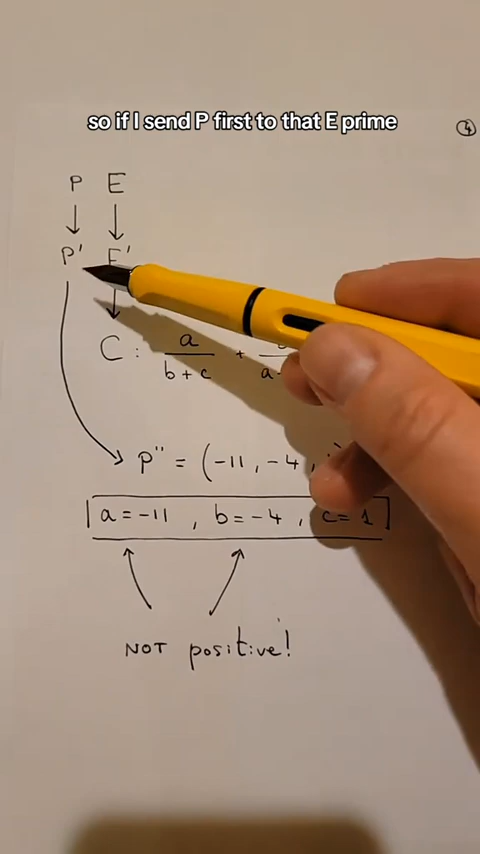 so if I send P first to that E prime
4
P E
↓ ↓
P' E'
↓
C : a/(b+c) +
P'' = (-11, -4,
a = -11, b = -4, c = 1
NOT positive!